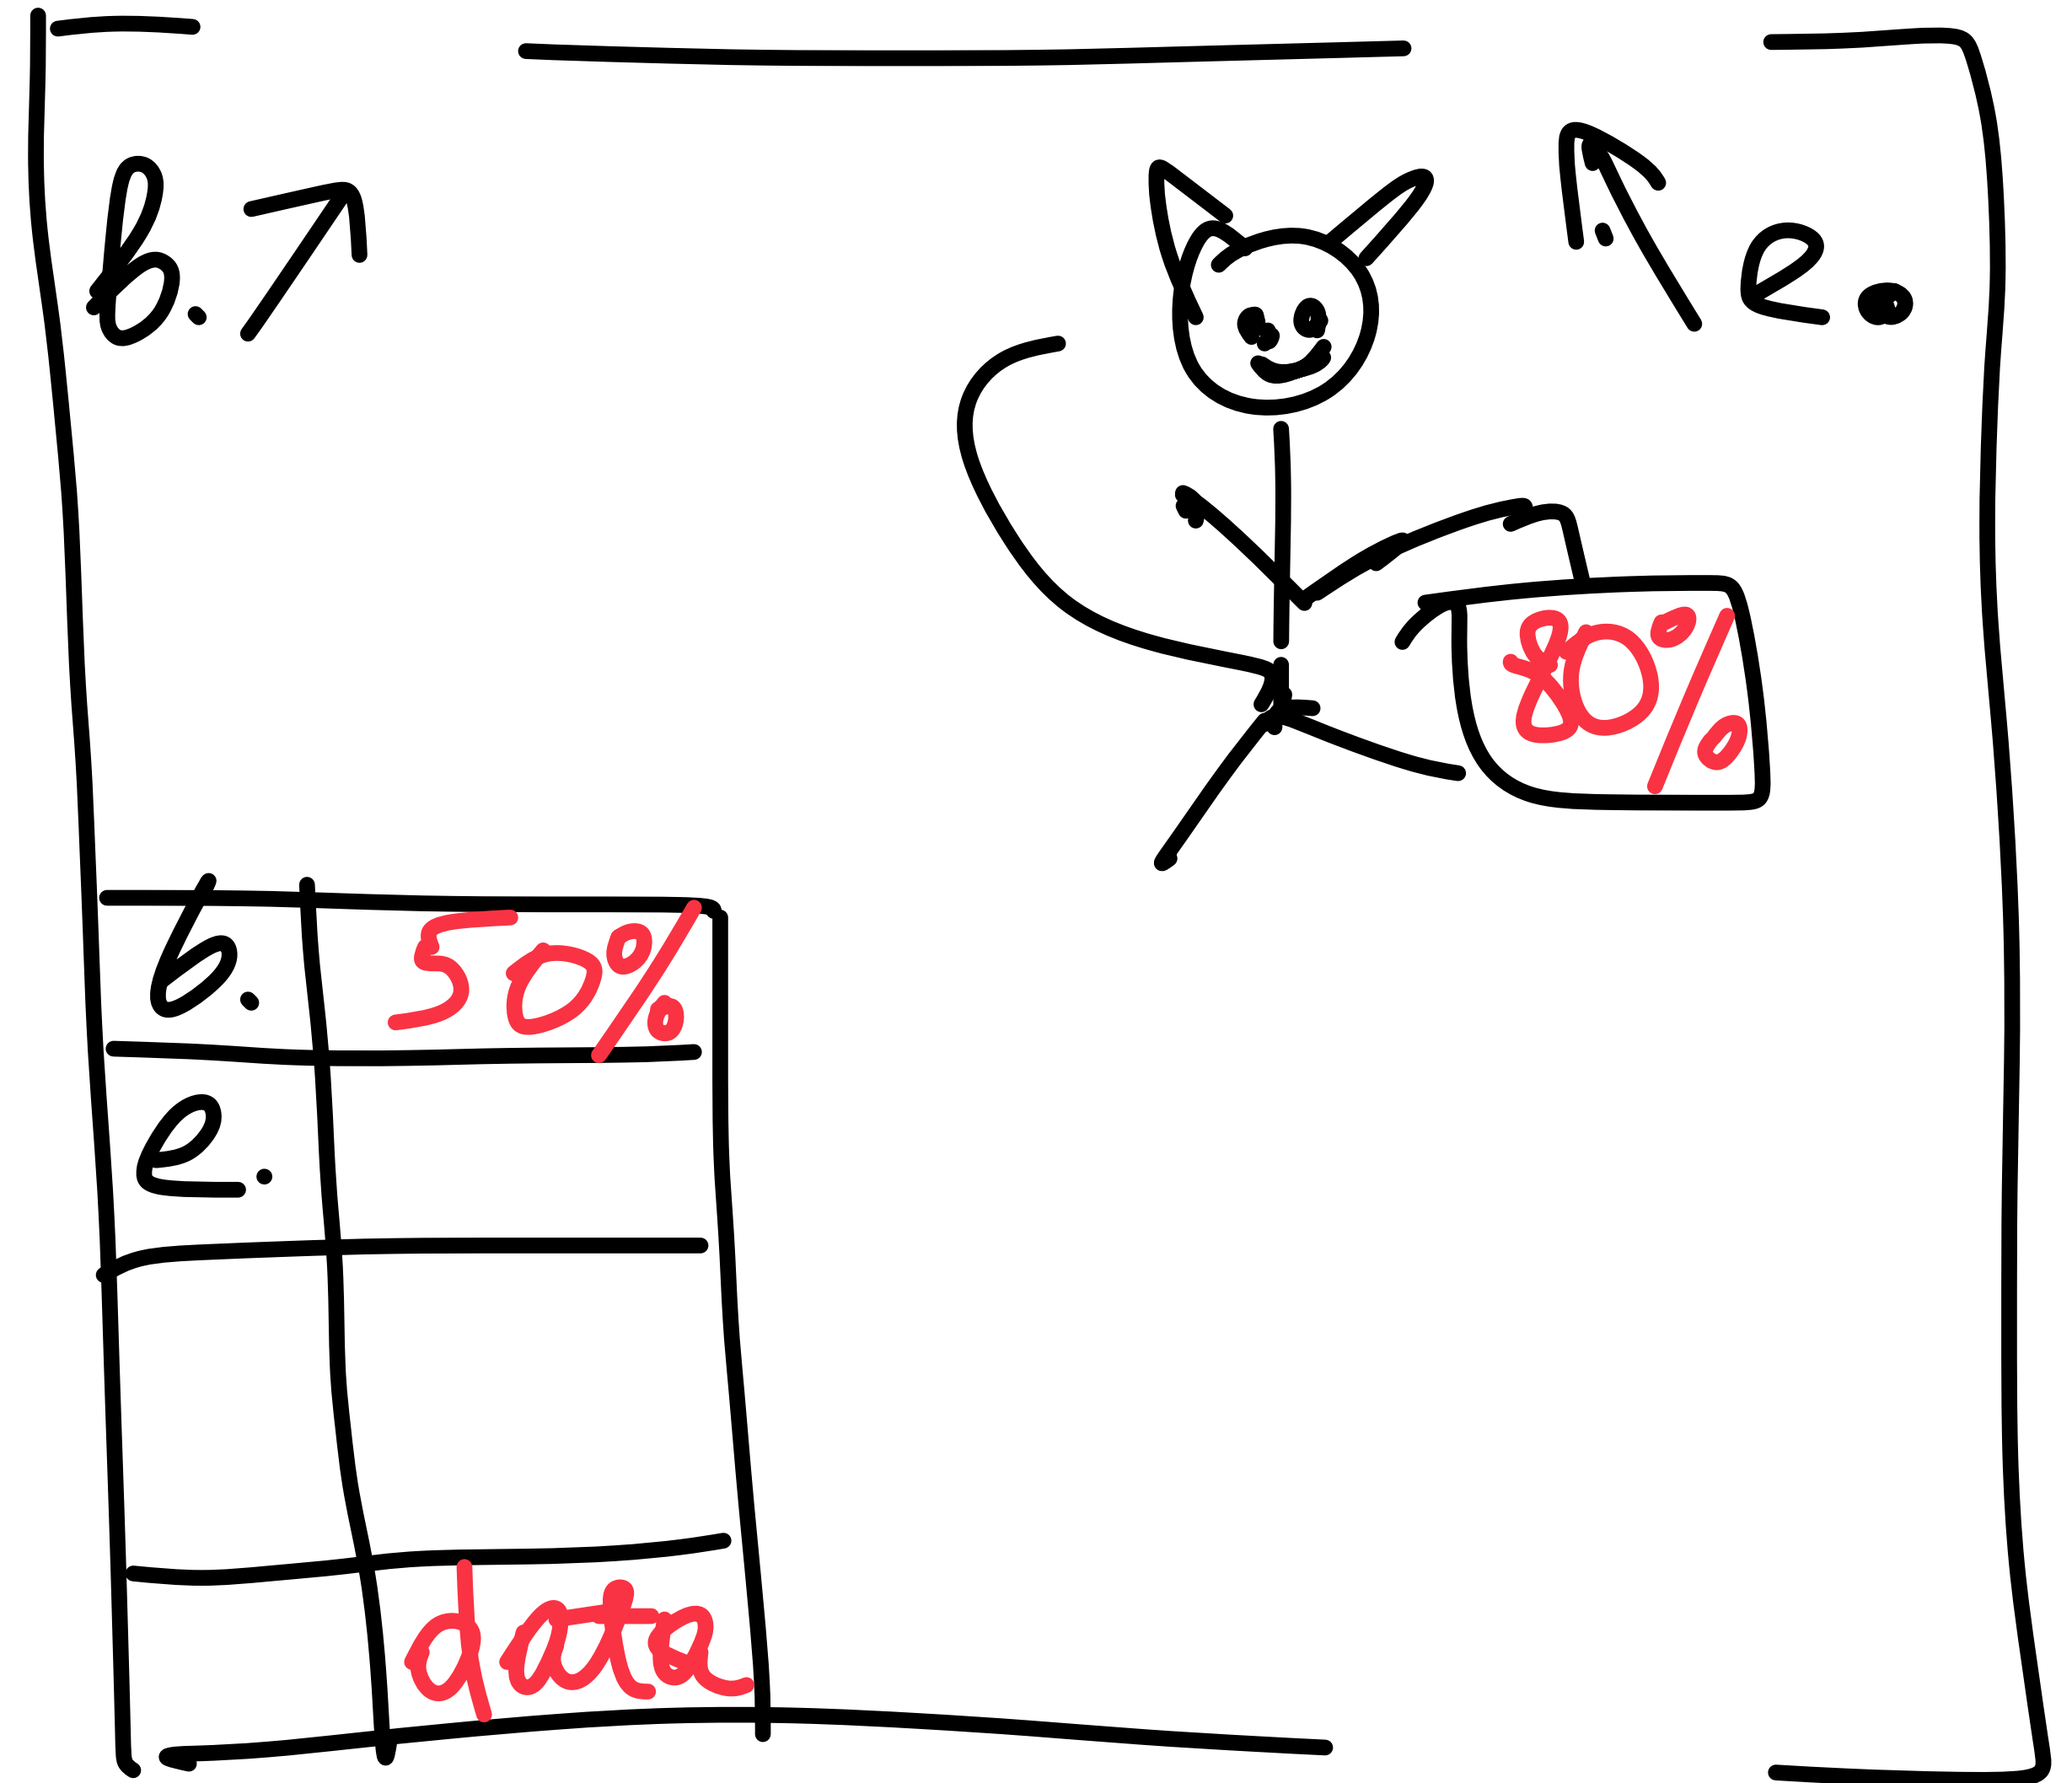 b. ↗
↖ e.
80%
b. 50%
e.
data